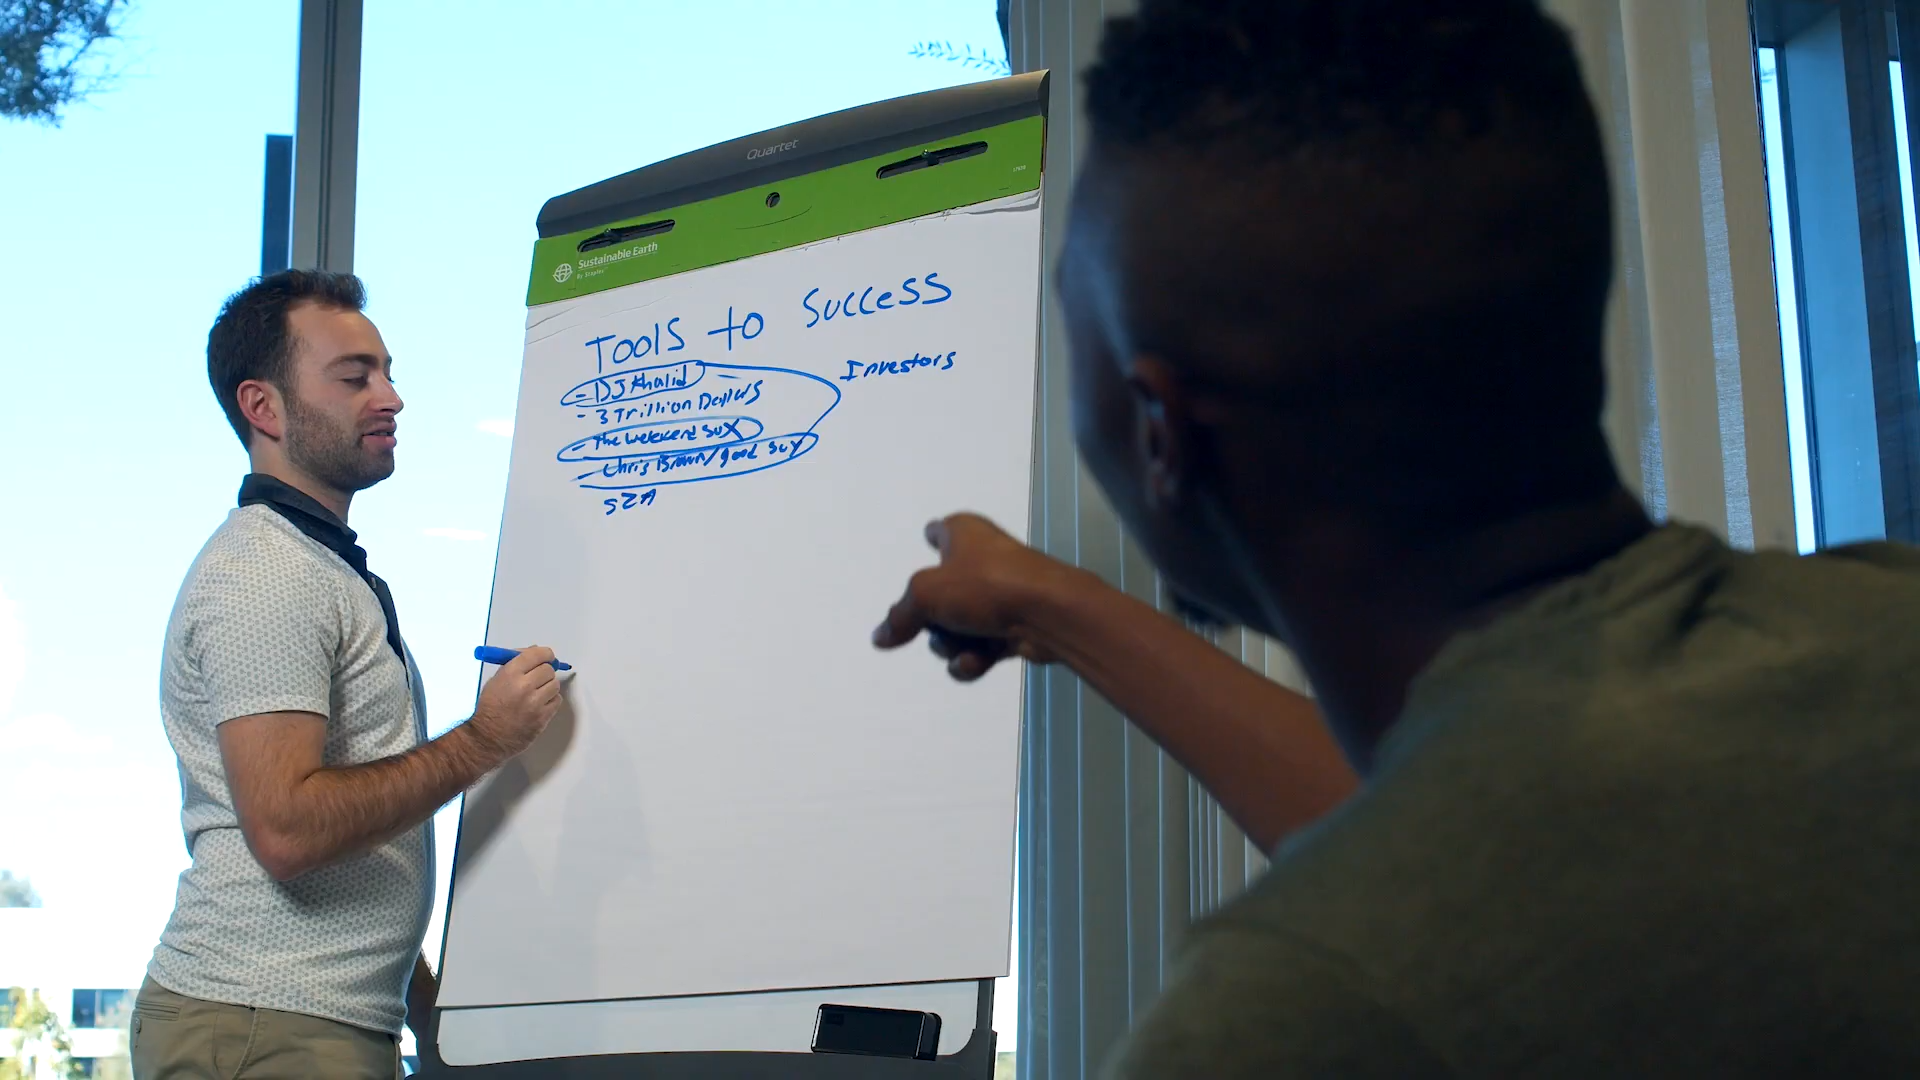 Quartet
Sustainable Earth
By Staples
Tools to Success
Investors
- DJ Khalid
- 3 Trillion Dollars
- The Weekend sux
- Chris Brown/good sux
SZA